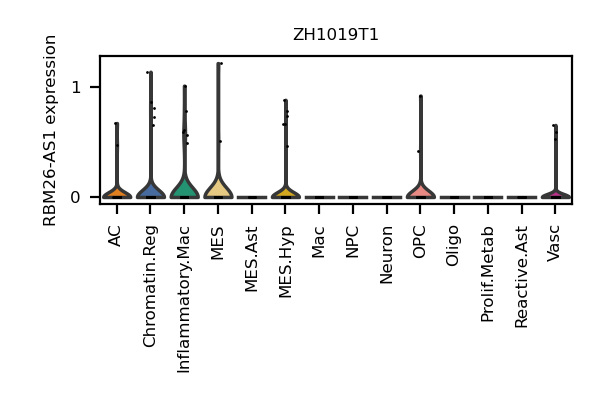 ZH1019T1
RBM26-AS1 expression
1
0
AC
Chromatin.Reg
Inflammatory.Mac
MES
MES.Ast
MES.Hyp
Mac
NPC
Neuron
OPC
Oligo
Prolif.Metab
Reactive.Ast
Vasc